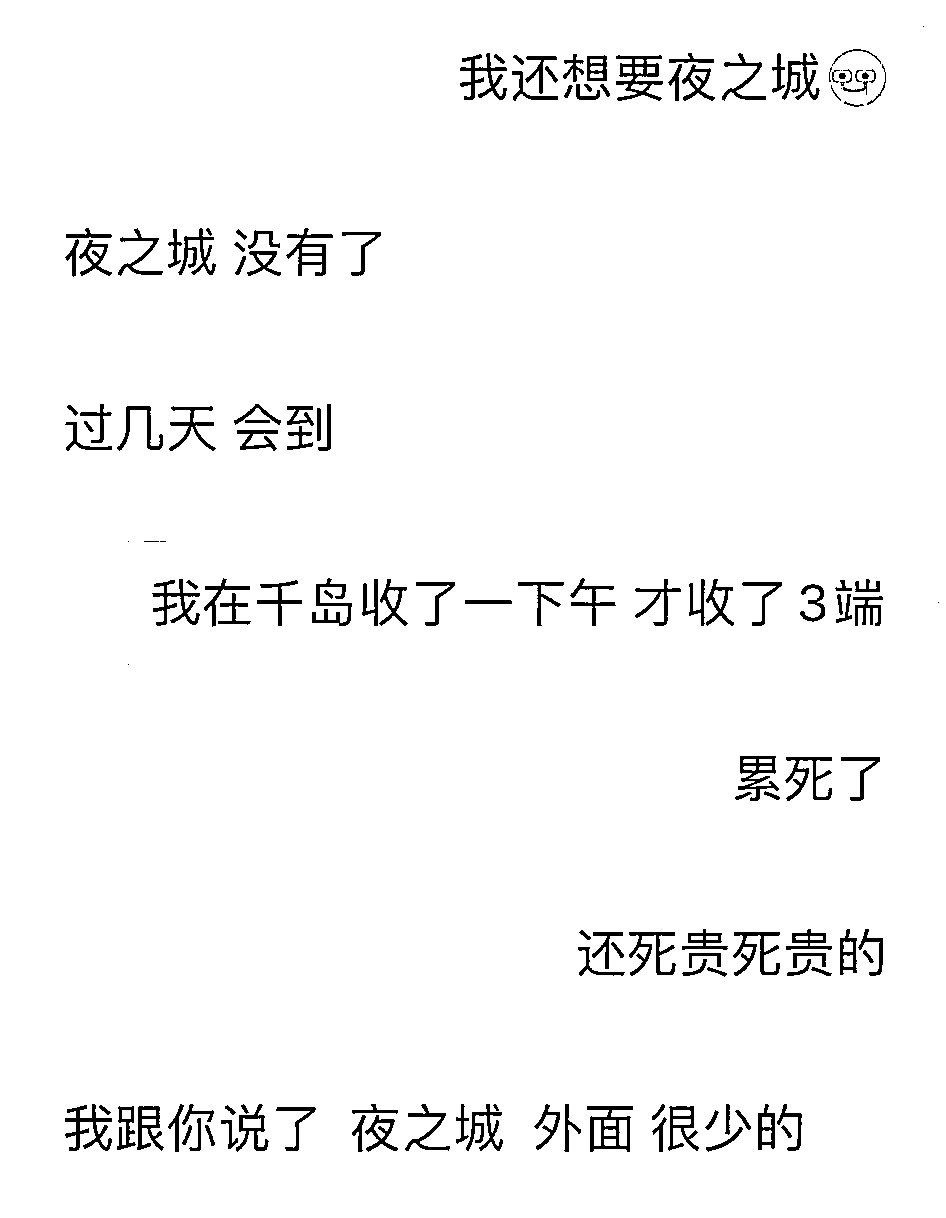 我还想要夜之城
夜之城 没有了
过几天 会到
我在千岛收了一下午 才收了3端
累死了
还死贵死贵的
我跟你说了 夜之城 外面 很少的